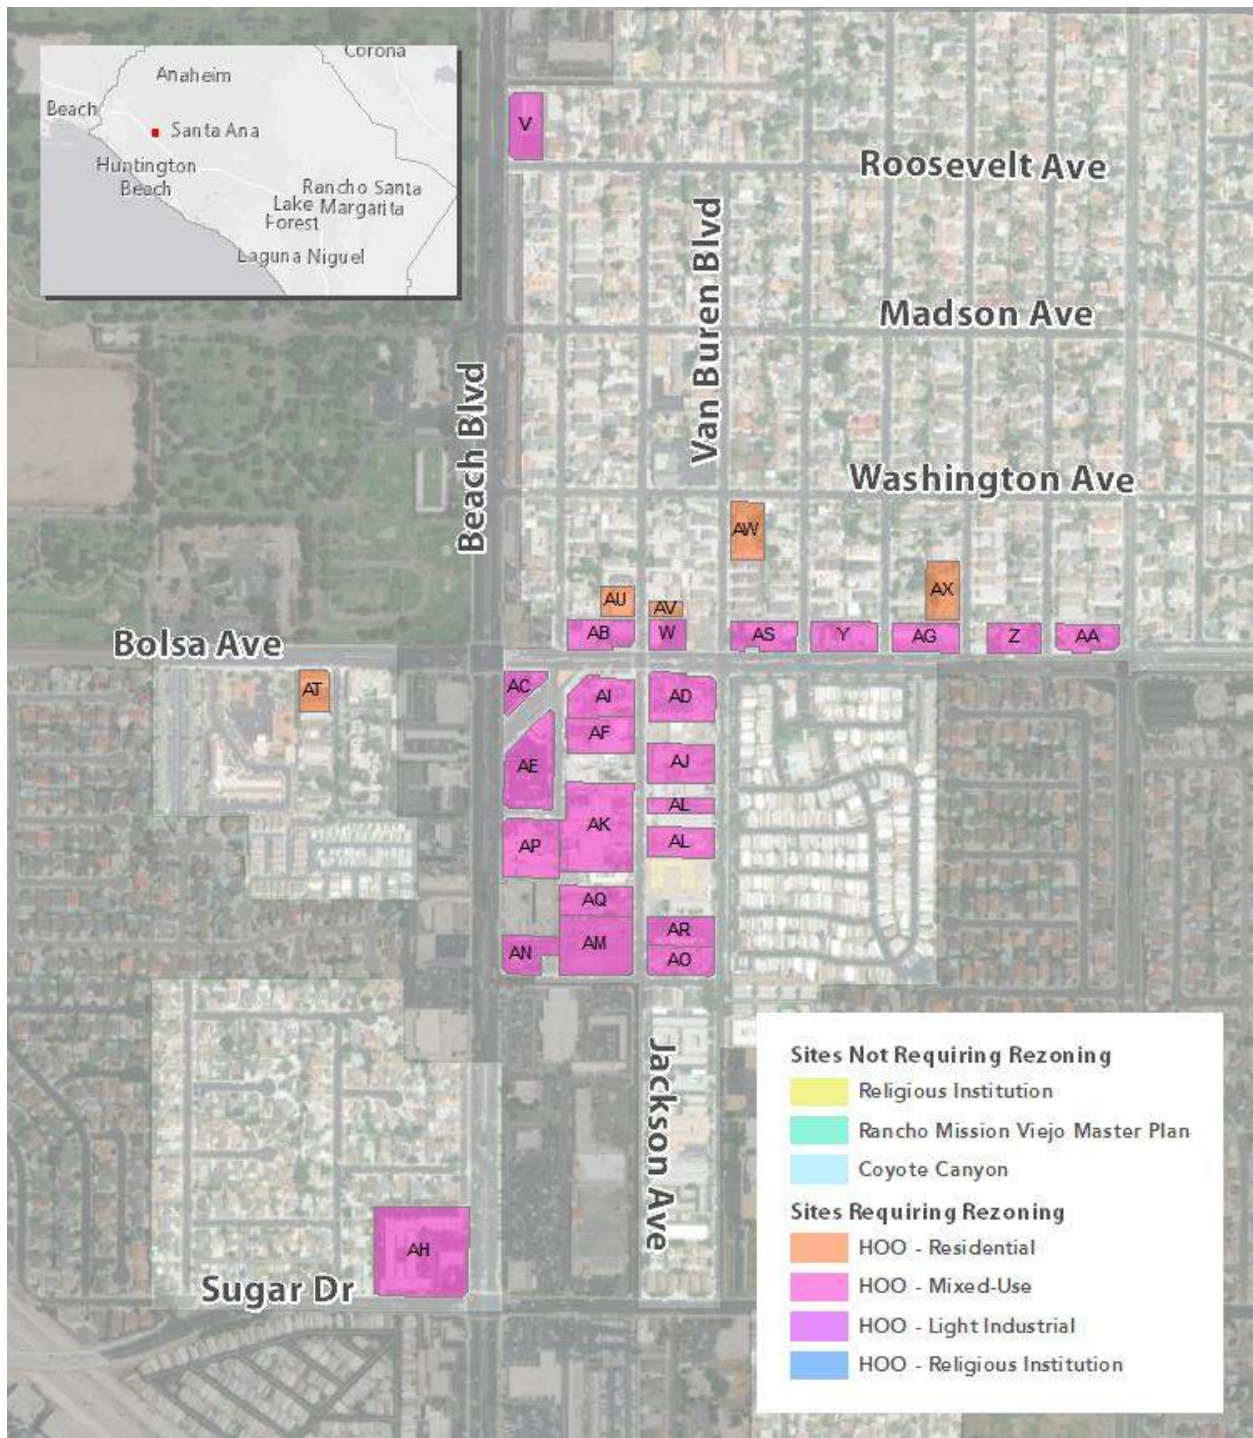 Corona
Anaheim
Beach
Santa Ana
Huntington
Beach
Rancho Santa
Lake Margarita
Forest
Laguna Niguel
V
Roosevelt Ave
Van Buren Blvd
Madson Ave
Beach Blvd
Washington Ave
AW
AX
AU
AV
AB
W
AS
Y
AG
Z
AA
Bolsa Ave
AT
AC
AI
AD
AF
AE
AJ
AL
AK
AL
AP
AQ
AR
AM
AN
AO
Jackson Ave
AH
Sugar Dr
Sites Not Requiring Rezoning
Religious Institution
Rancho Mission Viejo Master Plan
Coyote Canyon
Sites Requiring Rezoning
HOO - Residential
HOO - Mixed-Use
HOO - Light Industrial
HOO - Religious Institution